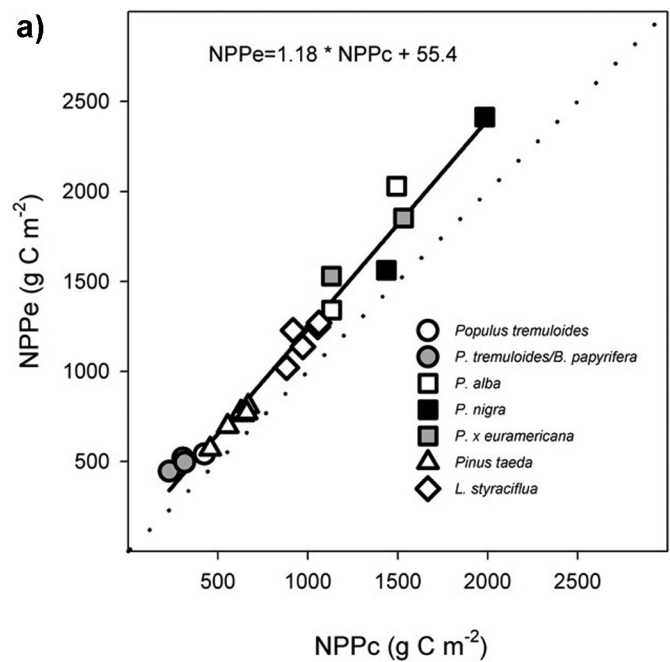 a)
NPPe=1.18 * NPPc + 55.4
NPPe (g C m⁻²)
2500
2000
1500
1000
500
Populus tremuloides
P. tremuloides/B. papyrifera
P. alba
P. nigra
P. x euramericana
Pinus taeda
L. styraciflua
500 1000 1500 2000 2500
NPPc (g C m⁻²)